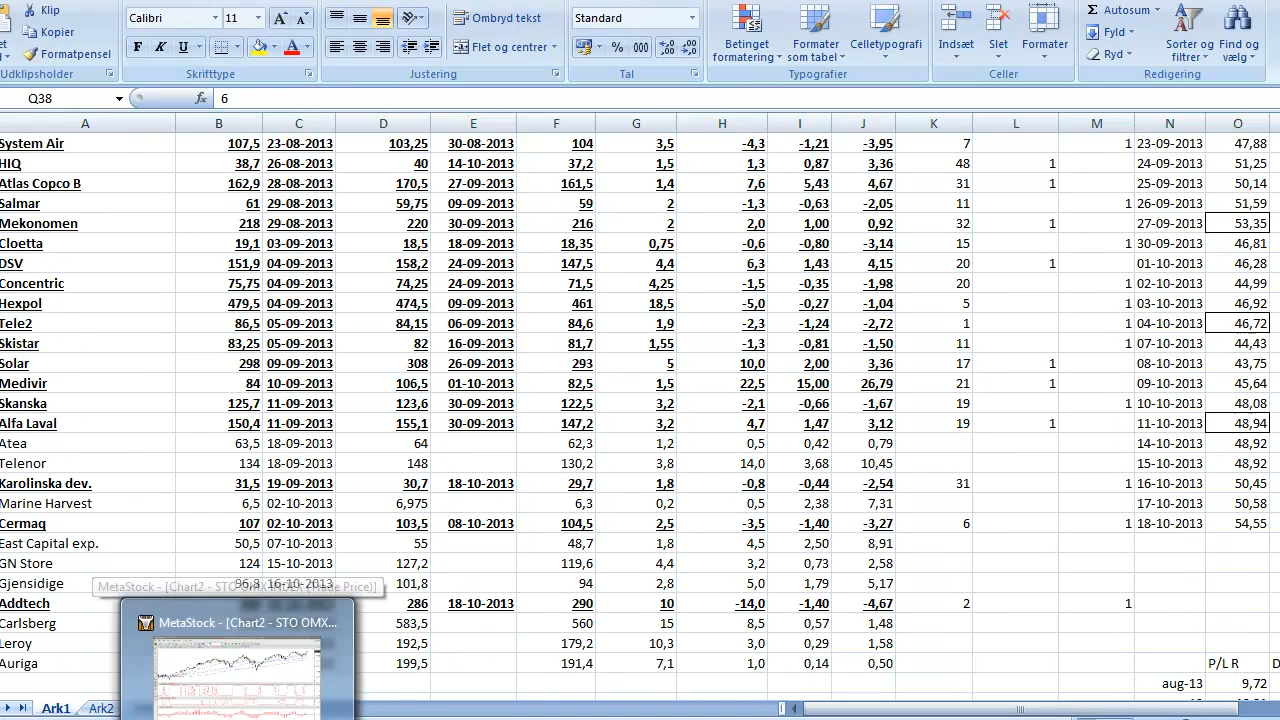 Klip
Kopier
Formatpensel
Udklipsholder
Calibri 11 A A
F K U A
Skrifttype
Ombryd tekst
Flet og centrer
Justering
Standard
% 000
Tal
Betinget formatering
Formater som tabel
Celletypografi
Typografier
Indsæt
Slet
Formater
Celler
Σ Autosum
Fyld
Ryd
Sorter og filtrer
Find og vælg
Redigering
Q38 fx 6
A B C D E F G H I J K L M N O
System Air 107,5 23-08-2013 103,25 30-08-2013 104 3,5 -4,3 -1,21 -3,95 7 1 23-09-2013 47,88
HIQ 38,7 26-08-2013 40 14-10-2013 37,2 1,5 1,3 0,87 3,36 48 1 24-09-2013 51,25
Atlas Copco B 162,9 28-08-2013 170,5 27-09-2013 161,5 1,4 7,6 5,43 4,67 31 1 25-09-2013 50,14
Salmar 61 29-08-2013 59,75 09-09-2013 59 2 -1,3 -0,63 -2,05 11 1 26-09-2013 51,59
Mekonomen 218 29-08-2013 220 30-09-2013 216 2 2,0 1,00 0,92 32 1 27-09-2013 53,35
Cloetta 19,1 03-09-2013 18,5 18-09-2013 18,35 0,75 -0,6 -0,80 -3,14 15 1 30-09-2013 46,81
DSV 151,9 04-09-2013 158,2 24-09-2013 147,5 4,4 6,3 1,43 4,15 20 1 01-10-2013 46,28
Concentric 75,75 04-09-2013 74,25 24-09-2013 71,5 4,25 -1,5 -0,35 -1,98 20 1 02-10-2013 44,99
Hexpol 479,5 04-09-2013 474,5 09-09-2013 461 18,5 -5,0 -0,27 -1,04 5 1 03-10-2013 46,92
Tele2 86,5 05-09-2013 84,15 06-09-2013 84,6 1,9 -2,3 -1,24 -2,72 1 1 04-10-2013 46,72
Skistar 83,25 05-09-2013 82 16-09-2013 81,7 1,55 -1,3 -0,81 -1,50 11 1 07-10-2013 44,43
Solar 298 09-09-2013 308 26-09-2013 293 5 10,0 2,00 3,36 17 1 08-10-2013 43,75
Medivir 84 10-09-2013 106,5 01-10-2013 82,5 1,5 22,5 15,00 26,79 21 1 09-10-2013 45,64
Skanska 125,7 11-09-2013 123,6 30-09-2013 122,5 3,2 -2,1 -0,66 -1,67 19 1 10-10-2013 48,08
Alfa Laval 150,4 11-09-2013 155,1 30-09-2013 147,2 3,2 4,7 1,47 3,12 19 1 11-10-2013 48,94
Atea 63,5 18-09-2013 64 62,3 1,2 0,5 0,42 0,79 14-10-2013 48,92
Telenor 134 18-09-2013 148 130,2 3,8 14,0 3,68 10,45 15-10-2013 48,92
Karolinska dev. 31,5 19-09-2013 30,7 18-10-2013 29,7 1,8 -0,8 -0,44 -2,54 31 1 16-10-2013 50,45
Marine Harvest 6,5 02-10-2013 6,975 6,3 0,2 0,5 2,38 7,31 17-10-2013 50,58
Cermaq 107 02-10-2013 103,5 08-10-2013 104,5 2,5 -3,5 -1,40 -3,27 6 1 18-10-2013 54,55
East Capital exp. 50,5 07-10-2013 55 48,7 1,8 4,5 2,50 8,91
GN Store 124 15-10-2013 127,2 119,6 4,4 3,2 0,73 2,58
Gjensidige 96,8 16-10-2013 101,8 94 2,8 5,0 1,79 5,17
MetaStock - [Chart2 - STO OMX INDEX (Trade Price)]
Addtech 286 18-10-2013 290 10 -14,0 -1,40 -4,67 2 1
MetaStock - [Chart2 - STO OMX...
Carlsberg 583,5 560 15 8,5 0,57 1,48
Leroy 192,5 179,2 10,3 3,0 0,29 1,58
Auriga 199,5 191,4 7,1 1,0 0,14 0,50 P/L R D
aug-13 9,72
Ark1 Ark2